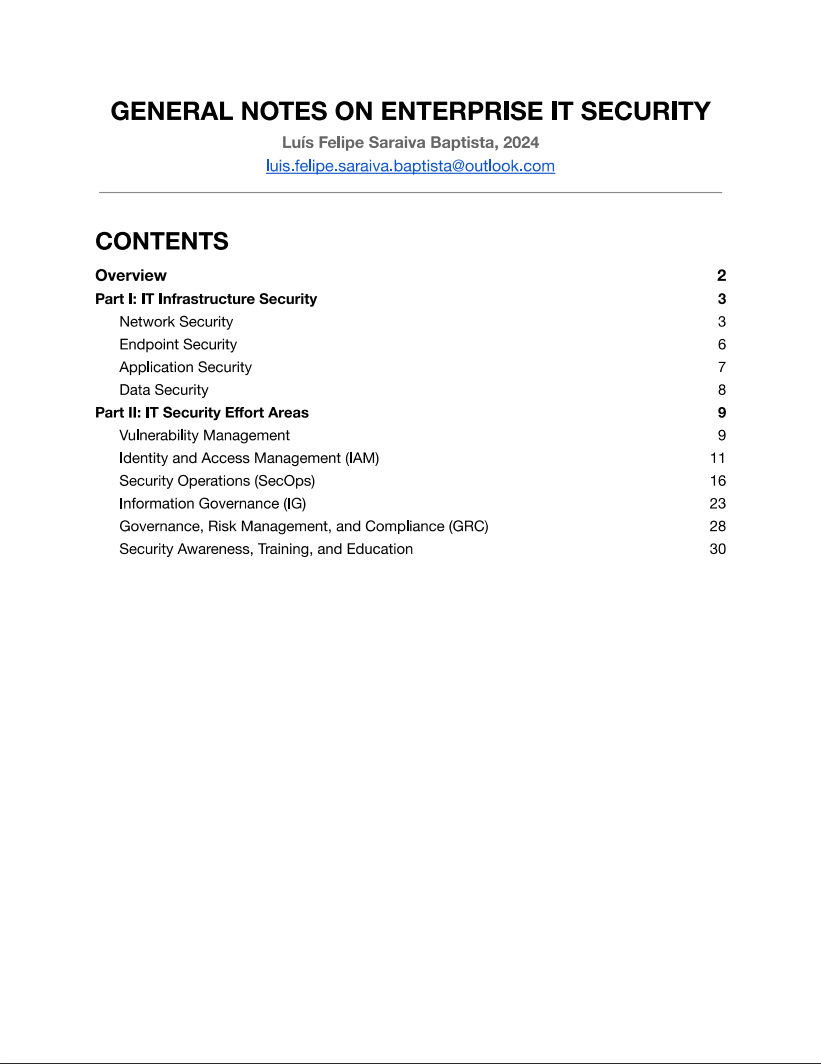 GENERAL NOTES ON ENTERPRISE IT SECURITY
Luís Felipe Saraiva Baptista, 2024
luis.felipe.saraiva.baptista@outlook.com
CONTENTS
Overview 2
Part I: IT Infrastructure Security 3
Network Security 3
Endpoint Security 6
Application Security 7
Data Security 8
Part II: IT Security Effort Areas 9
Vulnerability Management 9
Identity and Access Management (IAM) 11
Security Operations (SecOps) 16
Information Governance (IG) 23
Governance, Risk Management, and Compliance (GRC) 28
Security Awareness, Training, and Education 30